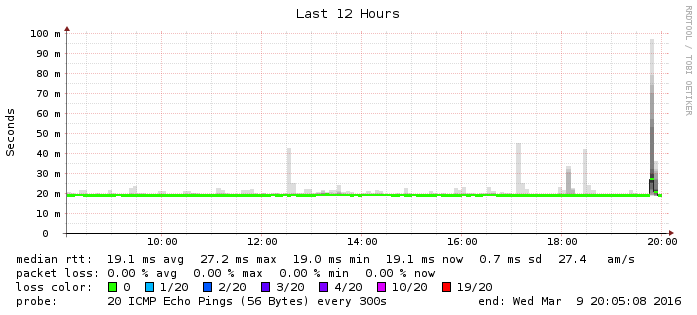 Last 12 Hours
RRDTOOL / TOBI OETIKER
Seconds
100 m
90 m
80 m
70 m
60 m
50 m
40 m
30 m
20 m
10 m
0
10:00 12:00 14:00 16:00 18:00 20:00
median rtt: 19.1 ms avg 27.2 ms max 19.0 ms min 19.1 ms now 0.7 ms sd 27.4 am/s
packet loss: 0.00 % avg 0.00 % max 0.00 % min 0.00 % now
loss color: 0 1/20 2/20 3/20 4/20 10/20 19/20
probe: 20 ICMP Echo Pings (56 Bytes) every 300s end: Wed Mar 9 20:05:08 2016